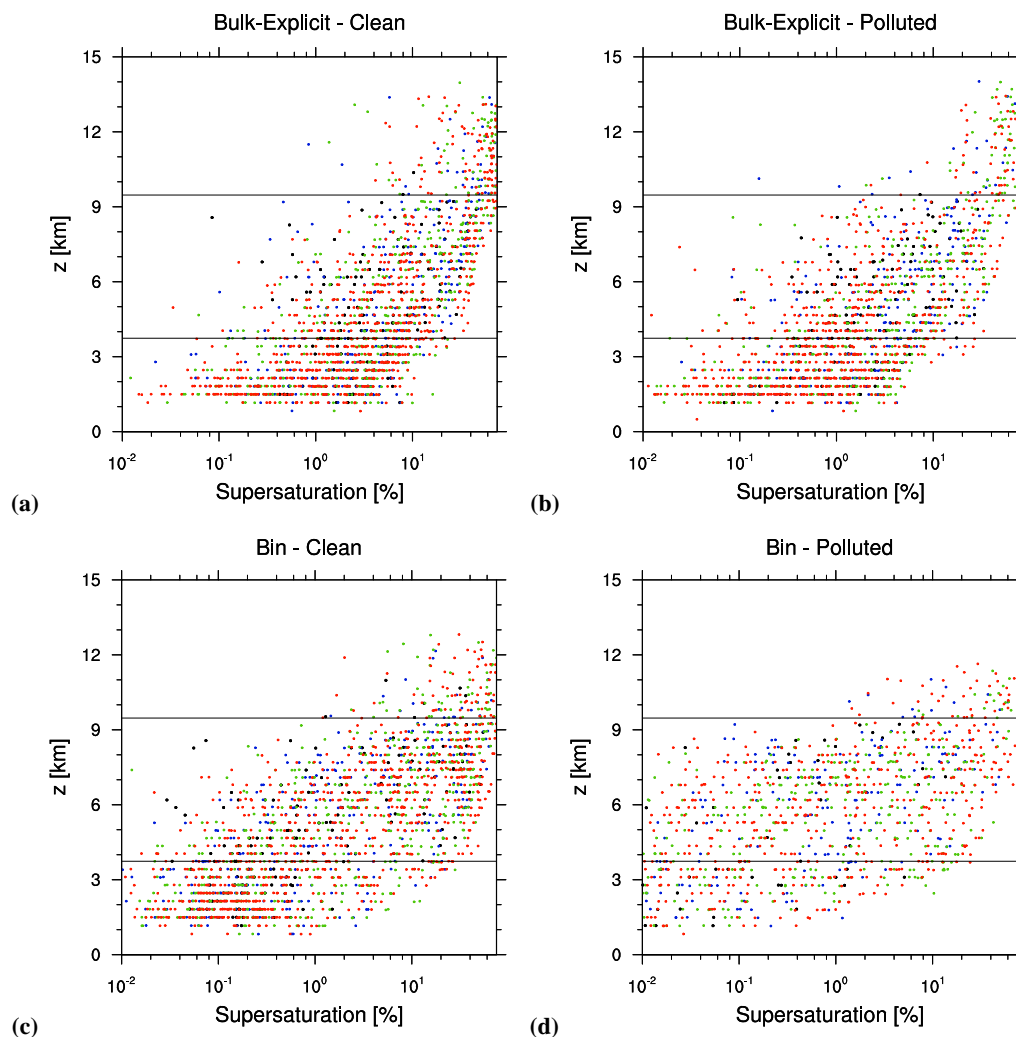 Bulk-Explicit - Clean
15
12
9
6
3
0
z [km]
10-2
10-1
100
101
Supersaturation [%]
(a)
Bulk-Explicit - Polluted
15
12
9
6
3
0
z [km]
10-2
10-1
100
101
Supersaturation [%]
(b)
Bin - Clean
15
12
9
6
3
0
z [km]
10-2
10-1
100
101
Supersaturation [%]
(c)
Bin - Polluted
15
12
9
6
3
0
z [km]
10-2
10-1
100
101
Supersaturation [%]
(d)